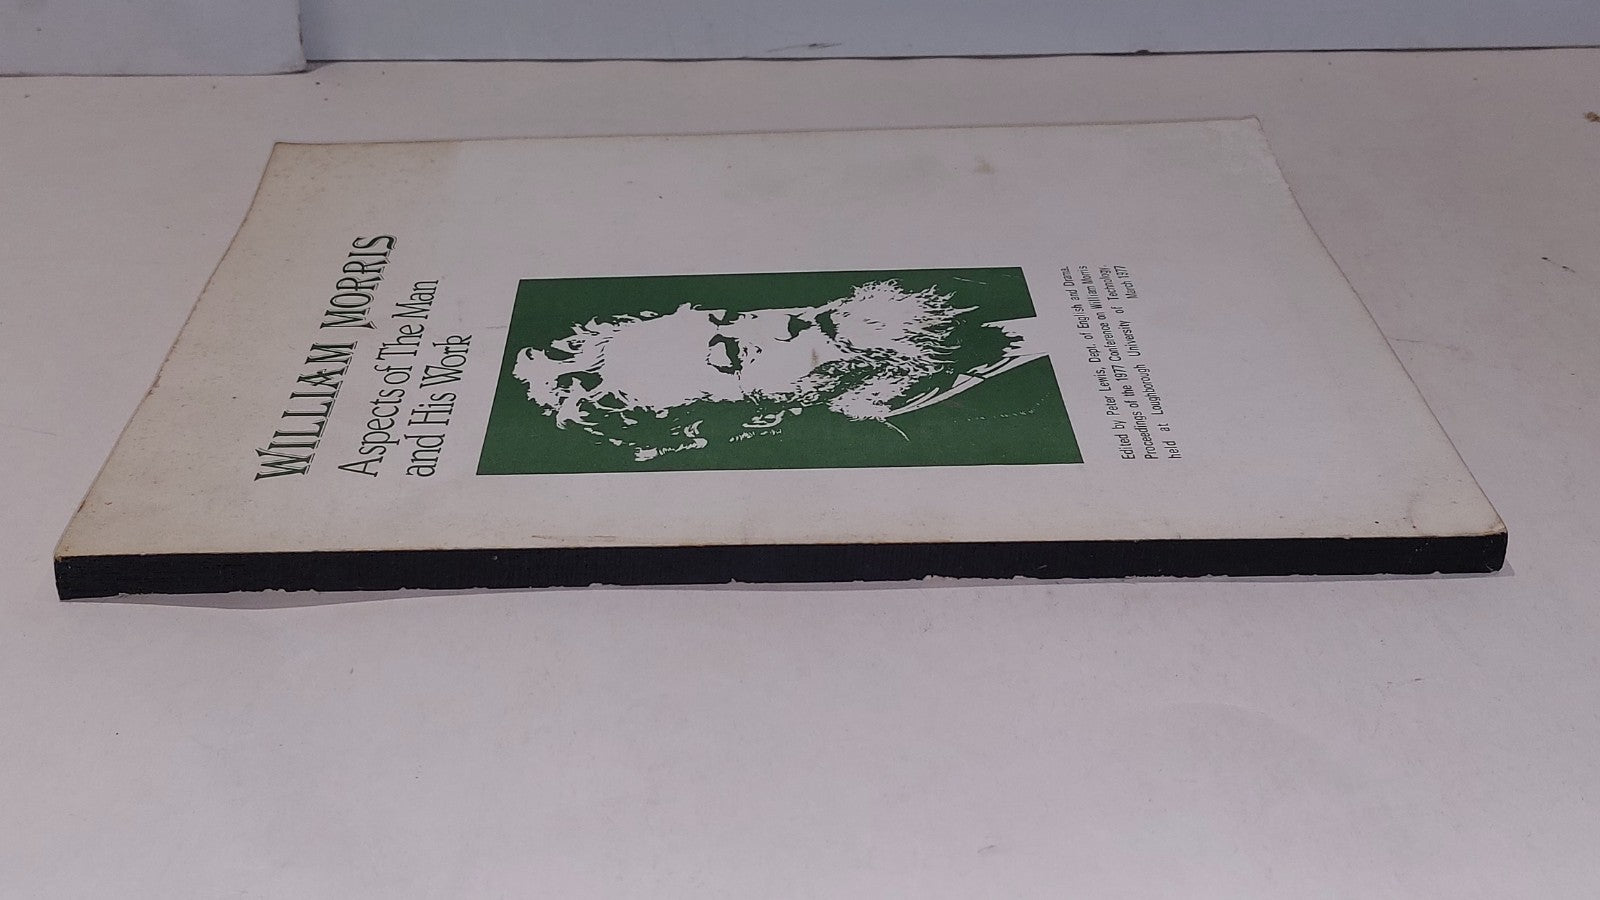 WILLIAM MORRIS
Aspects of The Man
and His Work
Edited by Peter Lewis, Dept. of English and Drama.
Proceedings of the 1977 Conference on William Morris
held at Loughborough University of Technology,
March 1977